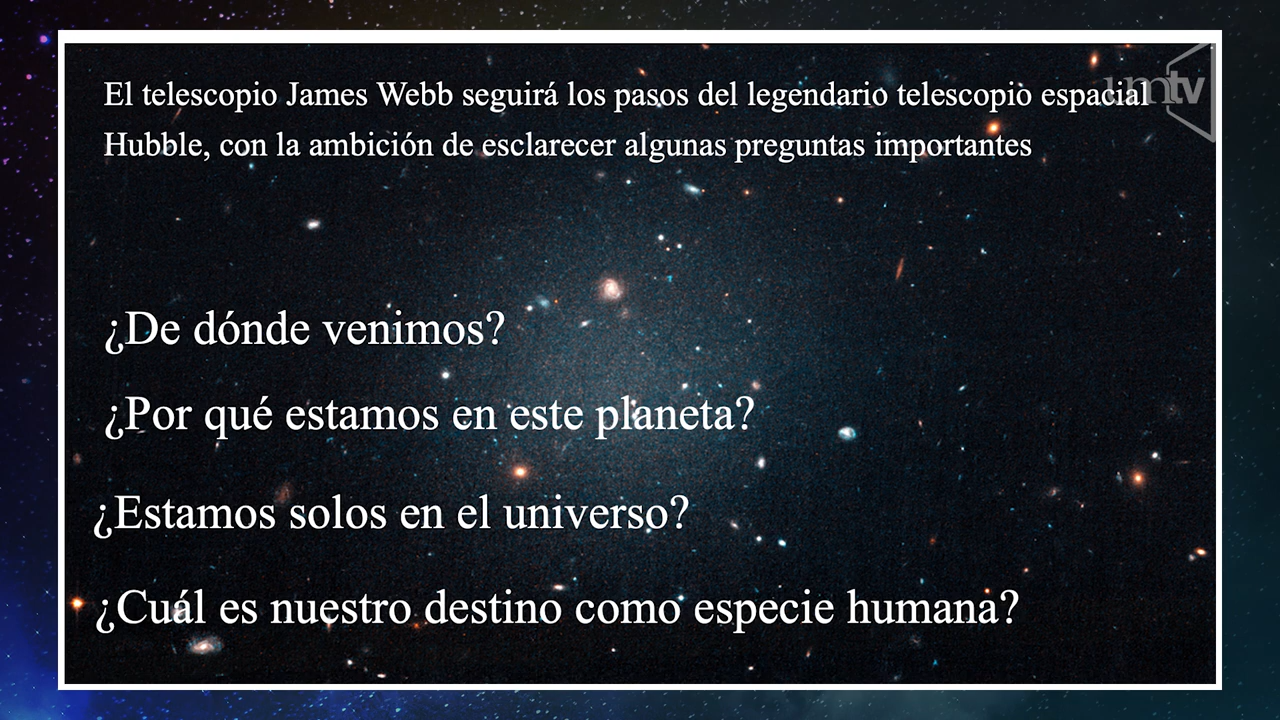 El telescopio James Webb seguirá los pasos del legendario telescopio espacial
Hubble, con la ambición de esclarecer algunas preguntas importantes
umtv
¿De dónde venimos?
¿Por qué estamos en este planeta?
¿Estamos solos en el universo?
¿Cuál es nuestro destino como especie humana?